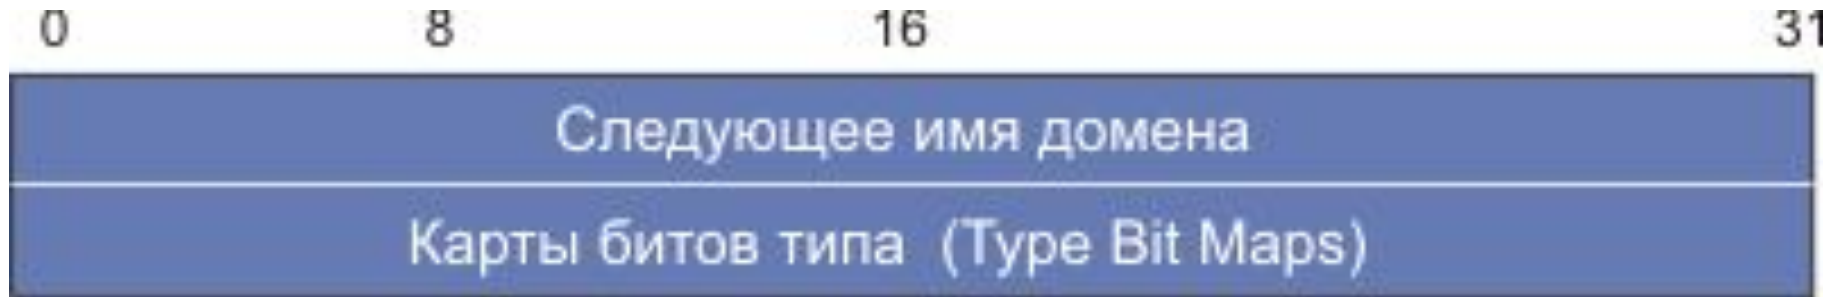 0 8 16 31
Следующее имя домена
Карты битов типа (Type Bit Maps)